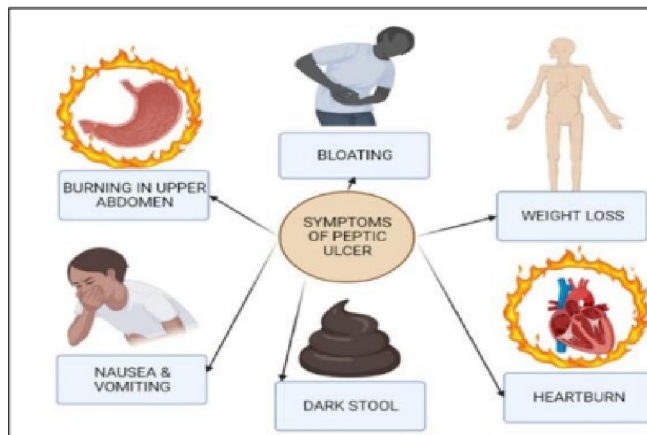 BLOATING
BURNING IN UPPER
ABDOMEN
SYMPTOMS
OF PEPTIC
ULCER
WEIGHT LOSS
NAUSEA &
VOMITING
DARK STOOL
HEARTBURN